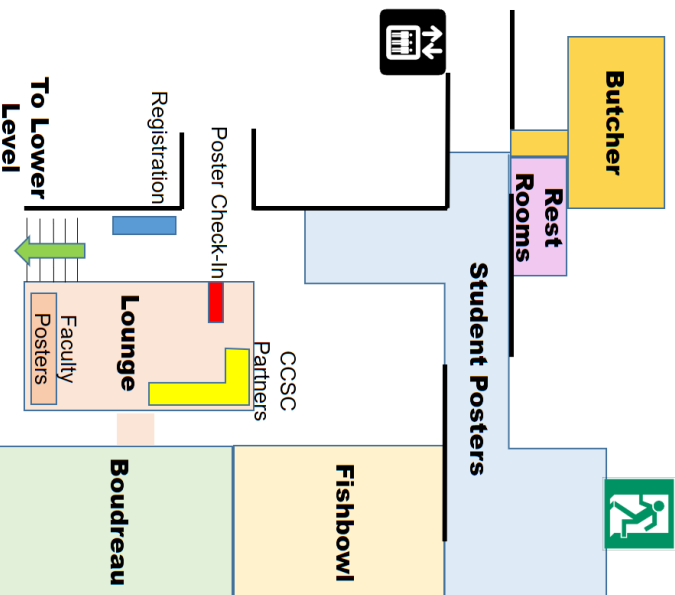 Butcher
Rest
Rooms
Student Posters
CCSC
Partners
Fishbowl
Poster Check-In
Registration
Lounge
Boudreau
Faculty
Posters
To Lower
Level